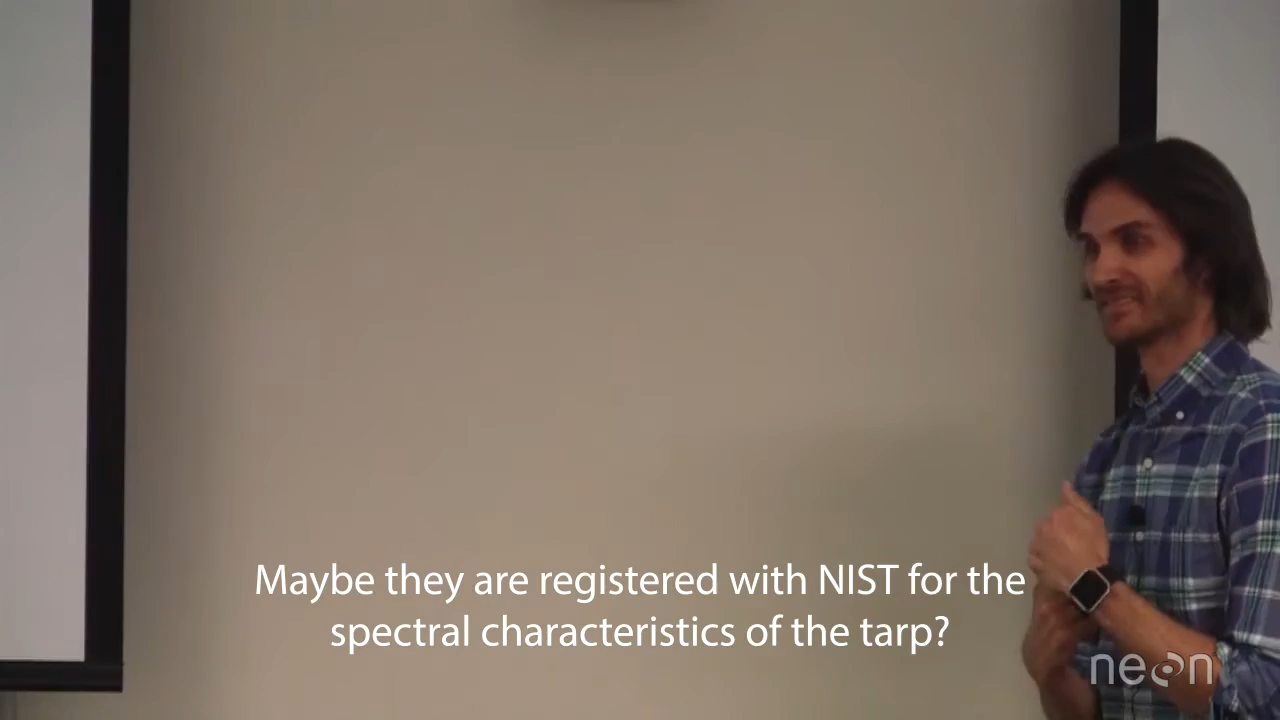 Maybe they are registered with NIST for the
spectral characteristics of the tarp?
neon